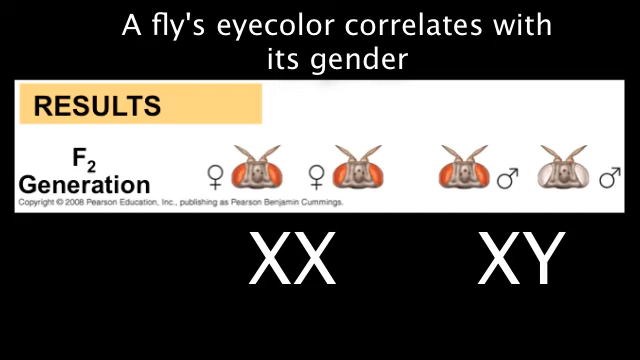 A fly's eyecolor correlates with
its gender
RESULTS
F2
Generation
♀ ♀ ♂ ♂
Copyright © 2008 Pearson Education, Inc., publishing as Pearson Benjamin Cummings.
XX XY